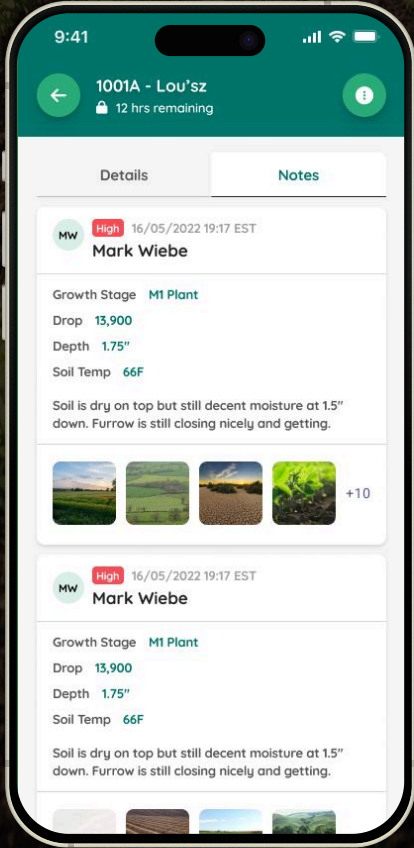 9:41
1001A - Lou'sz
12 hrs remaining
Details Notes
MW High 16/05/2022 19:17 EST
Mark Wiebe
Growth Stage M1 Plant
Drop 13,900
Depth 1.75"
Soil Temp 66F
Soil is dry on top but still decent moisture at 1.5"
down. Furrow is still closing nicely and getting.
+10
MW High 16/05/2022 19:17 EST
Mark Wiebe
Growth Stage M1 Plant
Drop 13,900
Depth 1.75"
Soil Temp 66F
Soil is dry on top but still decent moisture at 1.5"
down. Furrow is still closing nicely and getting.